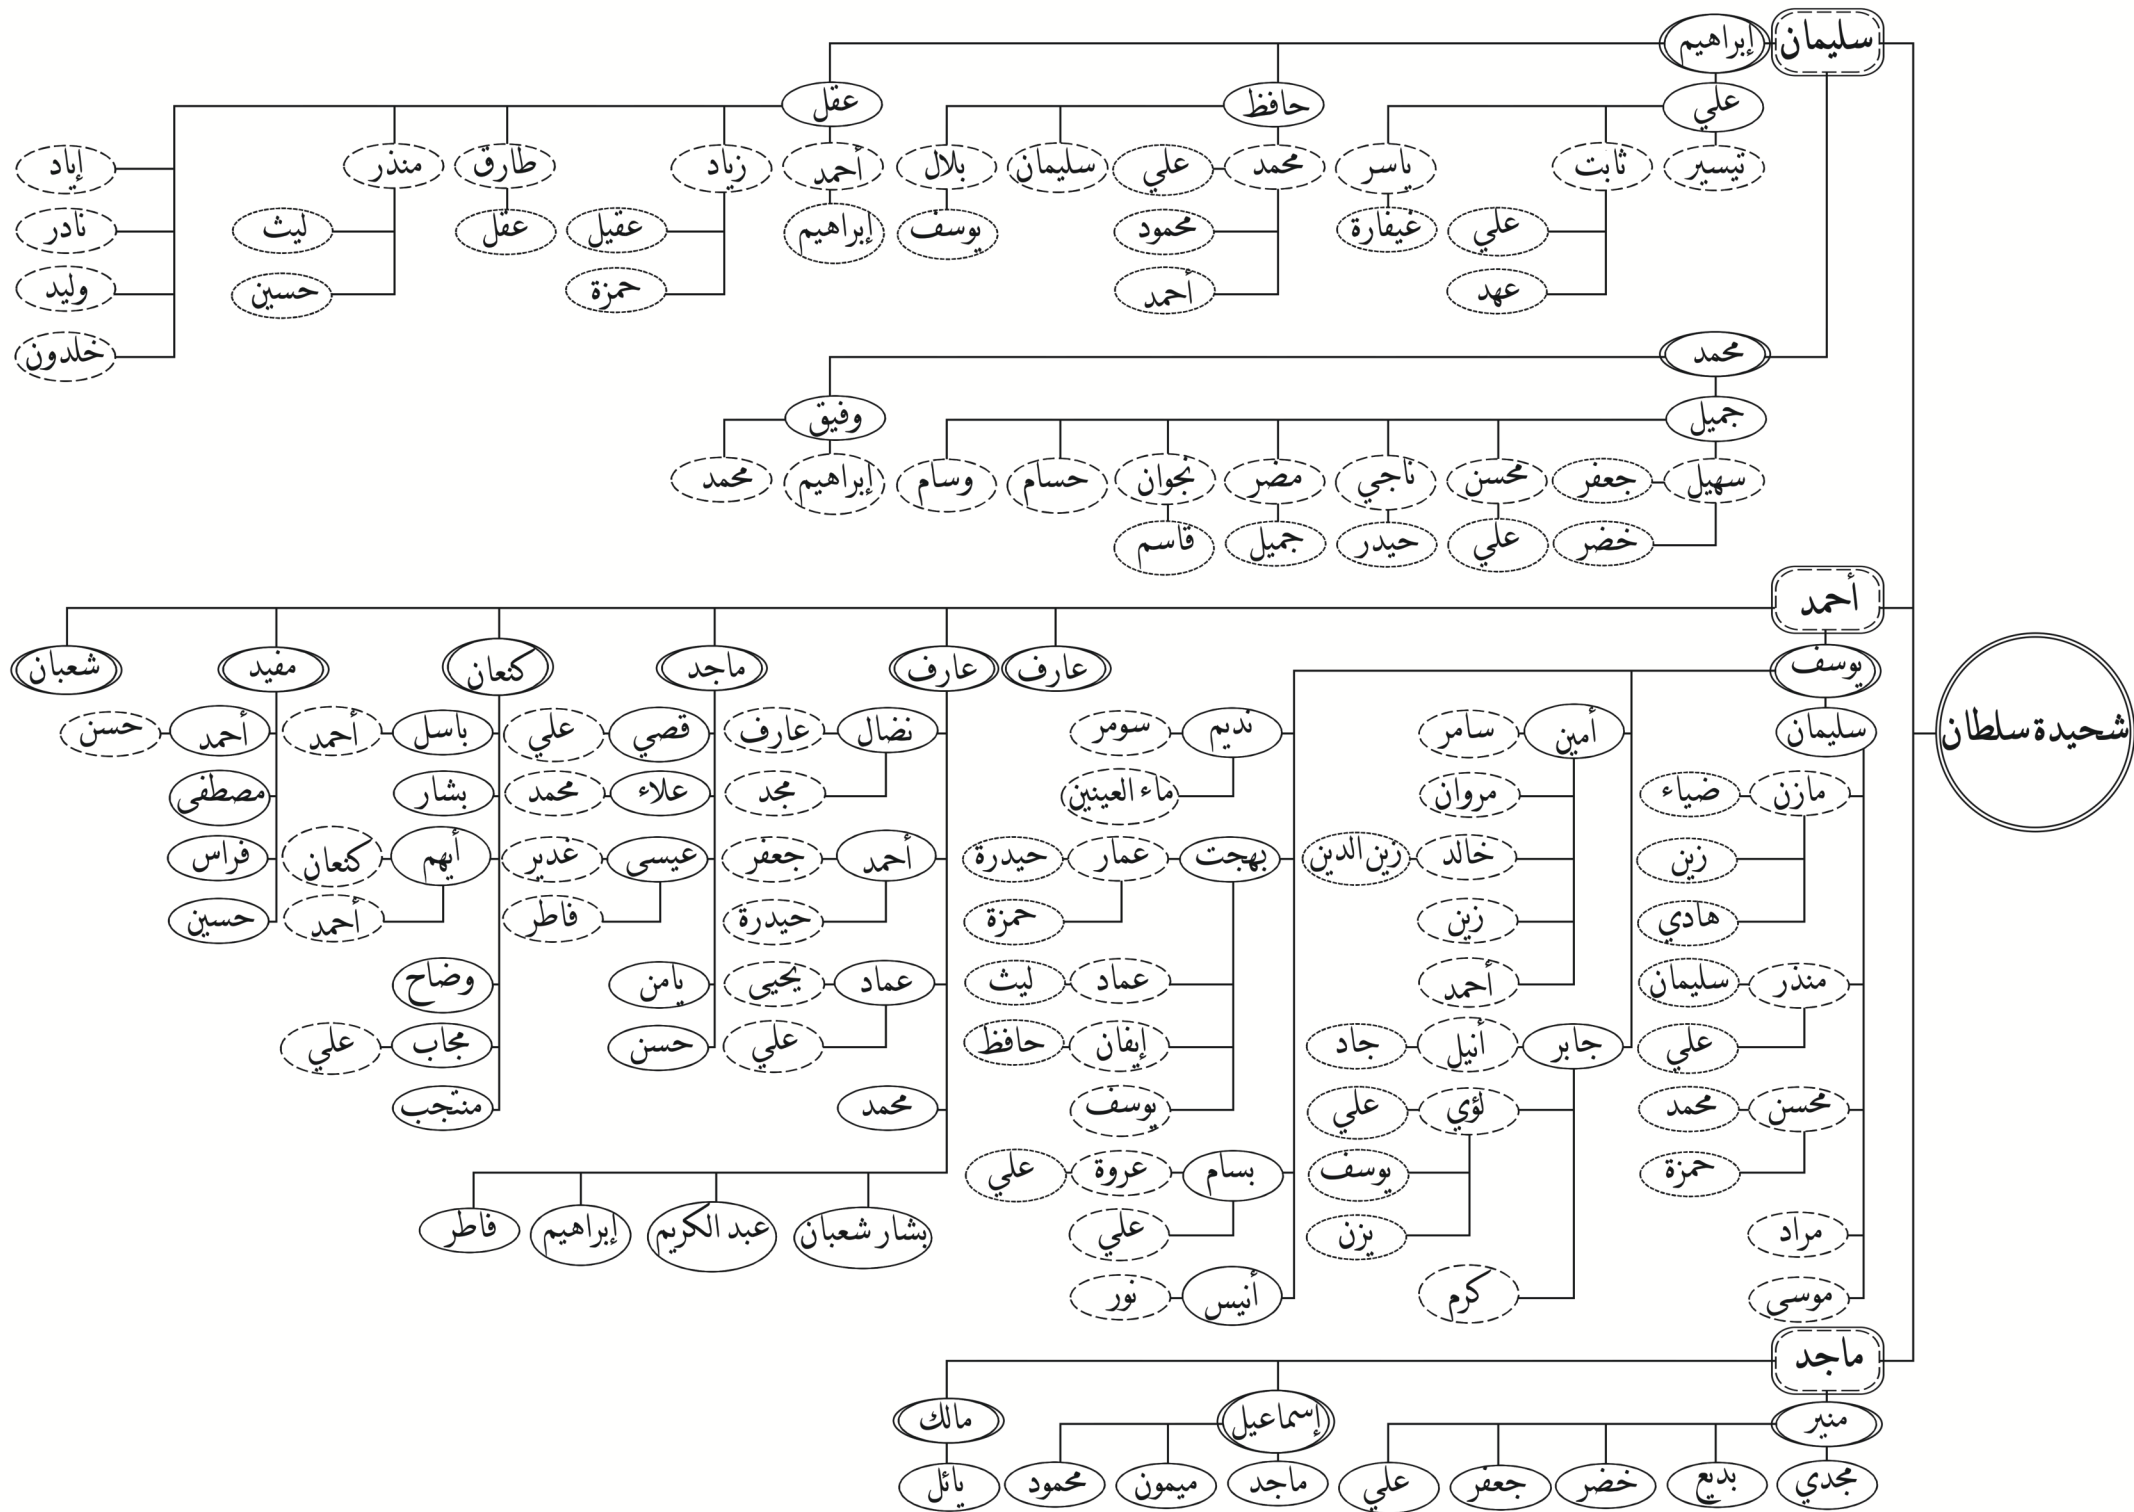 سليمان
إبراهيم
علي
حافظ
عقل
تيسير
ثابت
ياسر
محمد
علي
سليمان
بلال
أحمد
زياد
طارق
منذر
إياد
علي
غيفارة
محمود
يوسف
إبراهيم
عقيل
عقل
ليث
نادر
عهد
أحمد
حمزة
حسين
وليد
خلدون
محمد
جميل
وفيق
سهيل
جعفر
محسن
ناجي
مضر
نجوان
حسام
وسام
إبراهيم
محمد
خضر
علي
حيدر
جميل
قاسم
أحمد
يوسف
عارف
عارف
ماجد
كنعان
مفيد
شعبان
شحيدة سلطان
سليمان
أمين
سامر
نديم
سومر
نضال
عارف
قصي
علي
باسل
أحمد
أحمد
حسن
مازن
ضياء
مروان
ماء العينين
مجد
علاء
محمد
بشار
مصطفى
زين
خالد
زين الدين
بهجت
عمار
حيدرة
أحمد
جعفر
عيسى
غدير
أيهم
كنعان
فراس
هادي
زين
حمزة
حيدرة
فاطر
أحمد
حسين
منذر
سليمان
أحمد
عماد
ليث
عماد
يحيى
يامن
وضاح
علي
جابر
أنيل
جاد
إيفان
حافظ
علي
حسن
مجاب
علي
محسن
محمد
لؤي
علي
يوسف
محمد
منتجب
حمزة
يوسف
بسام
عروة
علي
مراد
يزن
علي
بشار شعبان
عبد الكريم
إبراهيم
فاطر
موسى
كرم
أنيس
نور
ماجد
منير
إسماعيل
مالك
مجدي
بديع
خضر
جعفر
علي
ماجد
ميمون
محمود
يائل